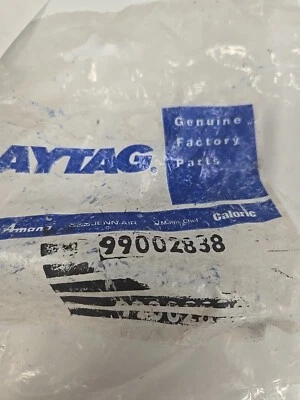 Genuine
Factory
Parts
AYTAG®
Amana JENN-AIR Magic Chef Caloric
99002838